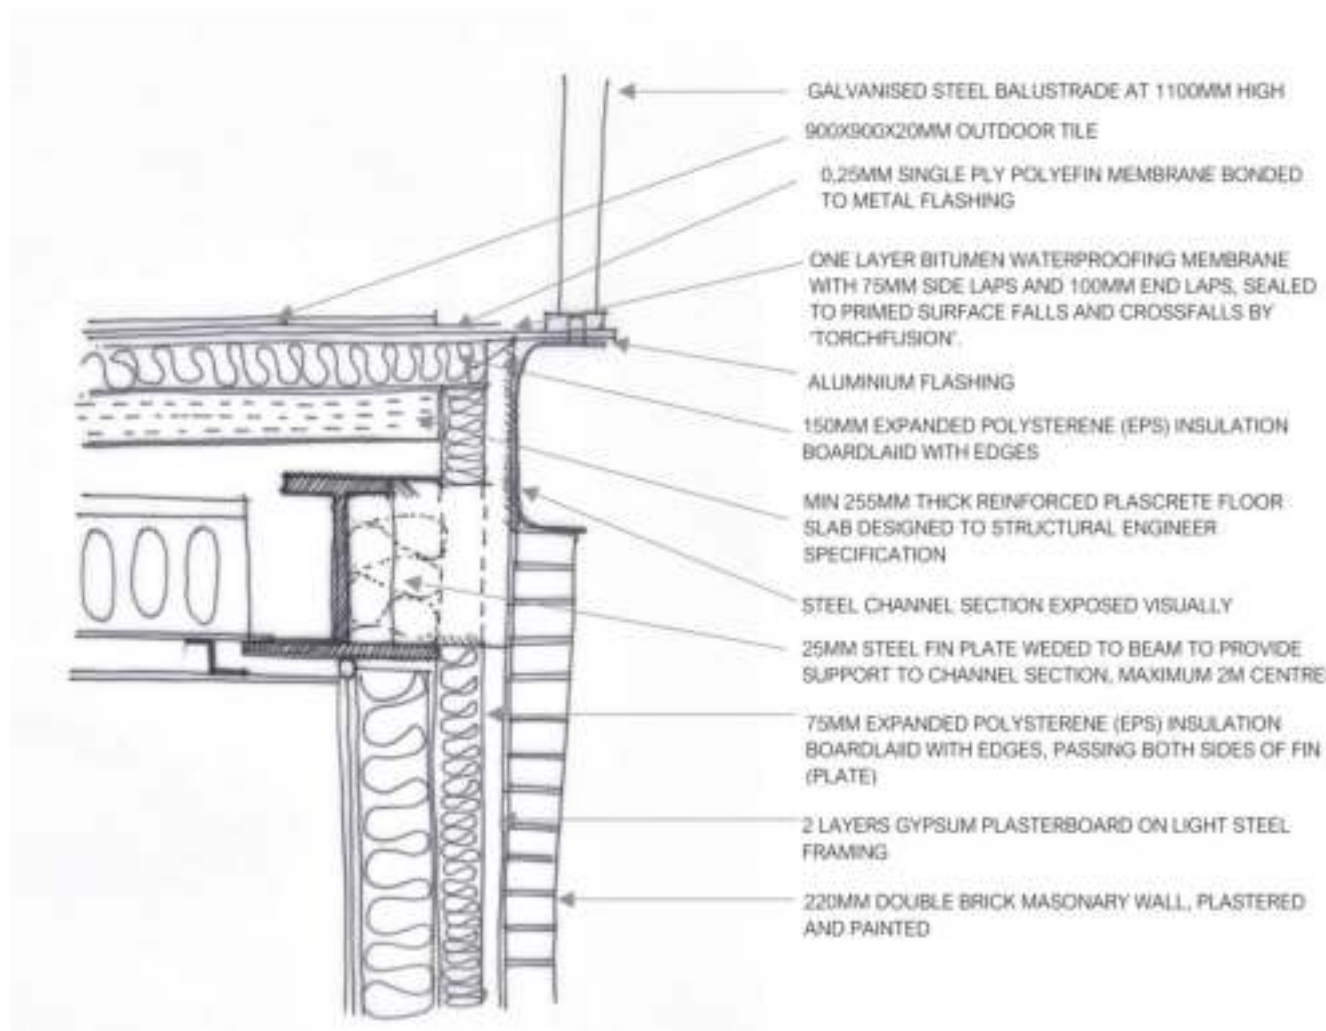 GALVANISED STEEL BALUSTRADE AT 1100MM HIGH
900X900X20MM OUTDOOR TILE
0,25MM SINGLE PLY POLYEFIN MEMBRANE BONDED
TO METAL FLASHING
ONE LAYER BITUMEN WATERPROOFING MEMBRANE
WITH 75MM SIDE LAPS AND 100MM END LAPS, SEALED
TO PRIMED SURFACE FALLS AND CROSSFALLS BY
'TORCHFUSION'.
ALUMINIUM FLASHING
150MM EXPANDED POLYSTERENE (EPS) INSULATION
BOARDLAIID WITH EDGES
MIN 255MM THICK REINFORCED PLASCRETE FLOOR
SLAB DESIGNED TO STRUCTURAL ENGINEER
SPECIFICATION
STEEL CHANNEL SECTION EXPOSED VISUALLY
25MM STEEL FIN PLATE WEDED TO BEAM TO PROVIDE
SUPPORT TO CHANNEL SECTION, MAXIMUM 2M CENTRE
75MM EXPANDED POLYSTERENE (EPS) INSULATION
BOARDLAIID WITH EDGES, PASSING BOTH SIDES OF FIN
(PLATE)
2 LAYERS GYPSUM PLASTERBOARD ON LIGHT STEEL
FRAMING
220MM DOUBLE BRICK MASONARY WALL, PLASTERED
AND PAINTED